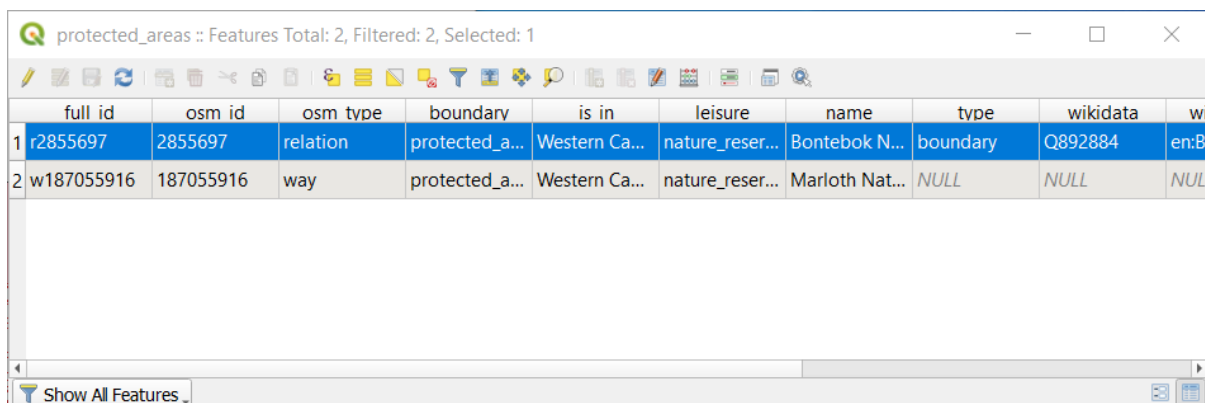 protected_areas :: Features Total: 2, Filtered: 2, Selected: 1
full_id osm_id osm_type boundary is_in leisure name type wikidata wi
1 r2855697 2855697 relation protected_a... Western Ca... nature_reser... Bontebok N... boundary Q892884 en:B
2 w187055916 187055916 way protected_a... Western Ca... nature_reser... Marloth Nat... NULL NULL NUL
Show All Features